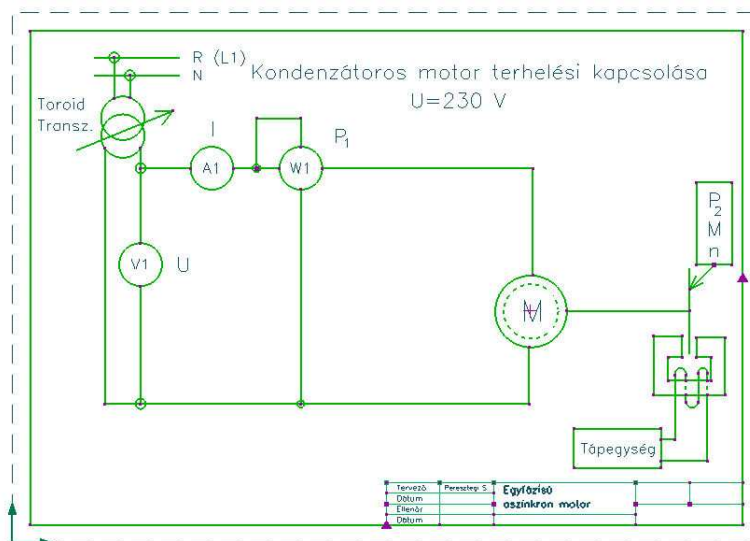 R (L1)
N
Kondenzátoros motor terhelési kapcsolása
U=230 V
Toroid
Transz.
I
P1
A1
W1
P2
M
n
V1
U
M
Tápegység
Tervező Peresztegi S.
Dátum
Ellenőr
Dátum
Egyfázisú
aszinkron motor